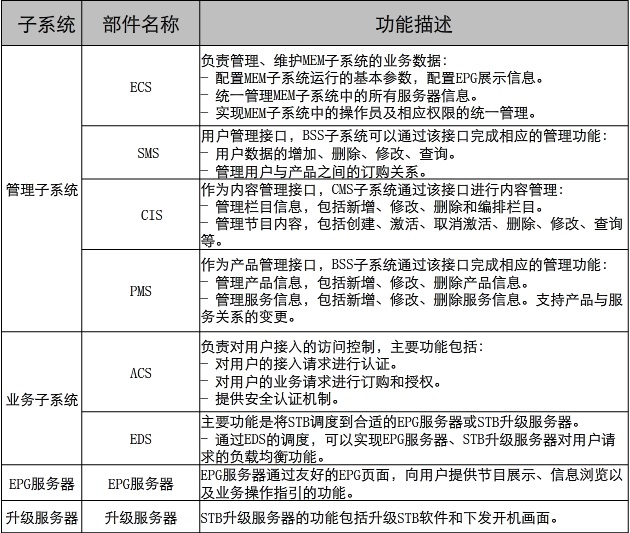 子系统 部件名称 功能描述
管理子系统
ECS
负责管理、维护MEM子系统的业务数据：
– 配置MEM子系统运行的基本参数，配置EPG展示信息。
– 统一管理MEM子系统中的所有服务器信息。
– 实现MEM子系统中的操作员及相应权限的统一管理。
SMS
用户管理接口，BSS子系统可以通过该接口完成相应的管理功能：
– 用户数据的增加、删除、修改、查询。
– 管理用户与产品之间的订购关系。
CIS
作为内容管理接口，CMS子系统通过该接口进行内容管理：
– 管理栏目信息，包括新增、修改、删除和编排栏目。
– 管理节目内容，包括创建、激活、取消激活、删除、修改、查询
等。
PMS
作为产品管理接口，BSS子系统通过该接口完成相应的管理功能：
– 管理产品信息，包括新增、修改、删除产品信息。
– 管理服务信息，包括新增、修改、删除服务信息。支持产品与服
务关系的变更。
业务子系统
ACS
负责对用户接入的访问控制，主要功能包括：
– 对用户的接入请求进行认证。
– 对用户的业务请求进行订购和授权。
– 提供安全认证机制。
EDS
主要功能是将STB调度到合适的EPG服务器或STB升级服务器。
– 通过EDS的调度，可以实现EPG服务器、STB升级服务器对用户请
求的负载均衡功能。
EPG服务器 EPG服务器
EPG服务器通过友好的EPG页面，向用户提供节目展示、信息浏览以
及业务操作指引的功能。
升级服务器 升级服务器 STB升级服务器的功能包括升级STB软件和下发开机画面。